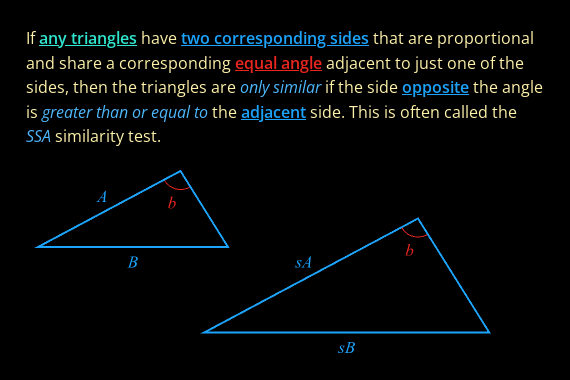 If any triangles have two corresponding sides that are proportional
and share a corresponding equal angle adjacent to just one of the
sides, then the triangles are only similar if the side opposite the angle
is greater than or equal to the adjacent side. This is often called the
SSA similarity test.
A
b
B
sA
b
sB